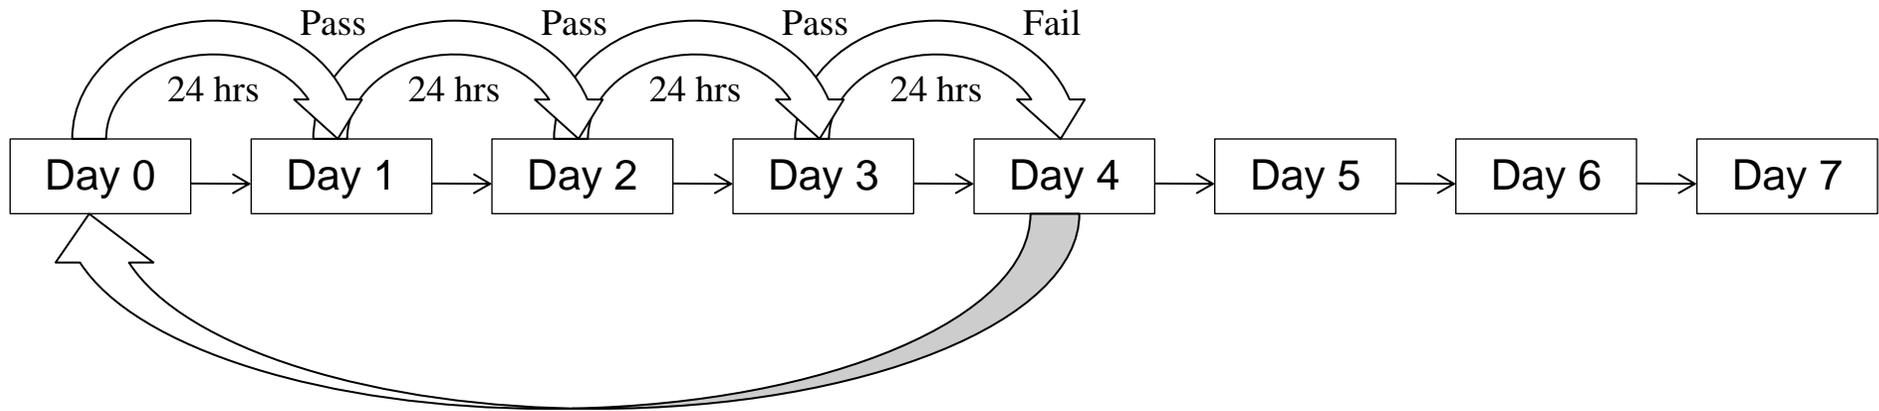 Pass Pass Pass Fail
24 hrs 24 hrs 24 hrs 24 hrs
Day 0 Day 1 Day 2 Day 3 Day 4 Day 5 Day 6 Day 7